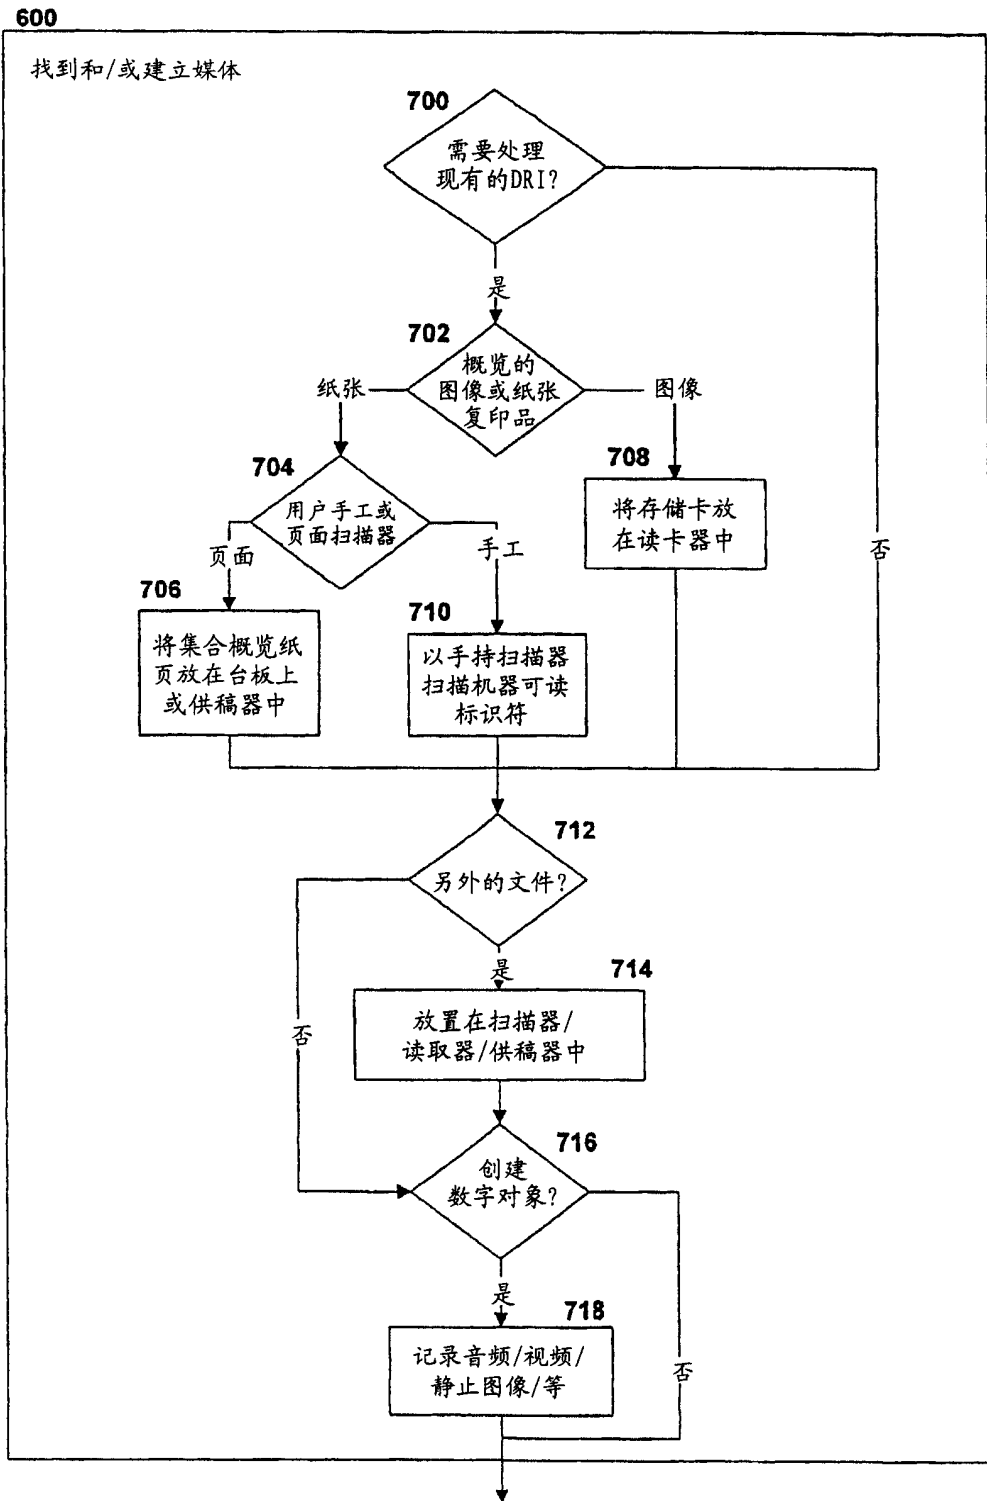 600
找到和/或建立媒体
700
需要处理
现有的DRI?
是
702
概览的
图像或纸张
复印品
纸张
图像
704
用户手工或
页面扫描器
708
将存储卡放
在读卡器中
否
页面
手工
706
将集合概览纸
页放在台板上
或供稿器中
710
以手持扫描器
扫描机器可读
标识符
712
另外的文件?
是
714
放置在扫描器/
读取器/供稿器中
否
716
创建
数字对象?
是
718
记录音频/视频/
静止图像/等
否